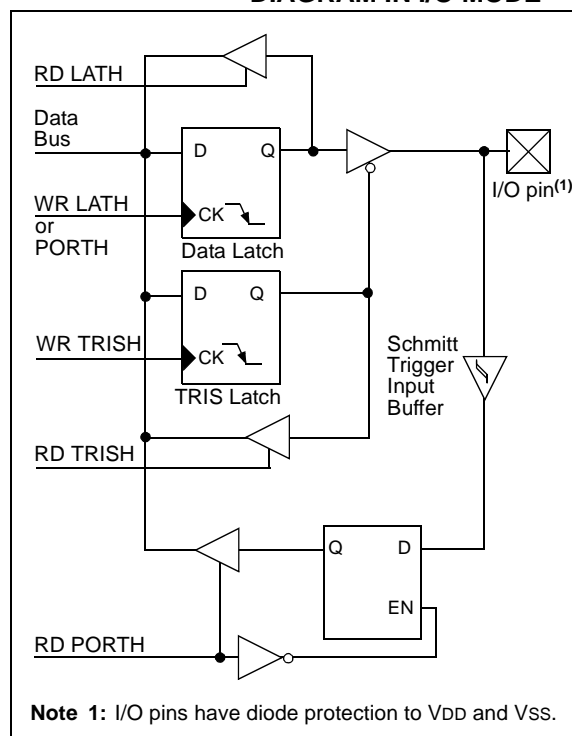 DIAGRAM IN I/O MODE
RD LATH
Data
Bus
D Q
WR LATH
or
PORTH
CK
Data Latch
I/O pin(1)
D Q
WR TRISH
CK
TRIS Latch
Schmitt
Trigger
Input
Buffer
RD TRISH
Q D
EN
RD PORTH
Note 1: I/O pins have diode protection to VDD and VSS.